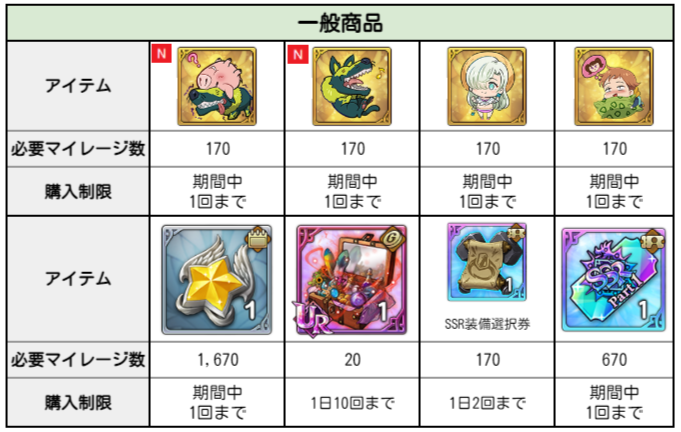 一般商品
アイテム
N
N
必要マイレージ数 170 170 170 170
購入制限 期間中 期間中 期間中 期間中
1回まで 1回まで 1回まで 1回まで
アイテム
1
G
UR
1
1
SSR装備選択券
SSR
Part.1
1
必要マイレージ数 1,670 20 170 670
購入制限 期間中 1日10回まで 1日2回まで 期間中
1回まで 1回まで